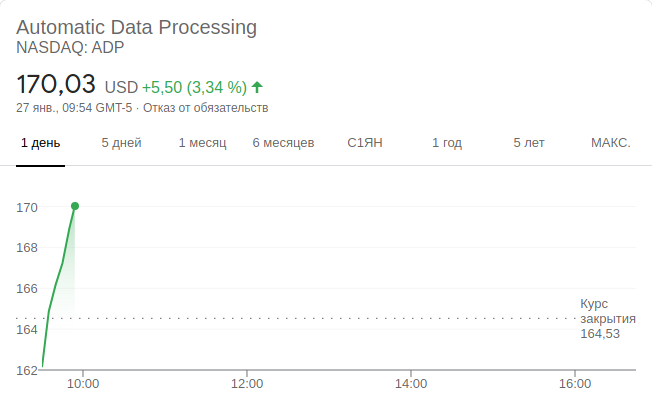 Automatic Data Processing
NASDAQ: ADP
170,03 USD +5,50 (3,34 %)
27 янв., 09:54 GMT-5 · Отказ от обязательств
1 день 5 дней 1 месяц 6 месяцев С1ЯН 1 год 5 лет МАКС.
170
168
166
Курс
закрытия
164,53
164
162
10:00 12:00 14:00 16:00